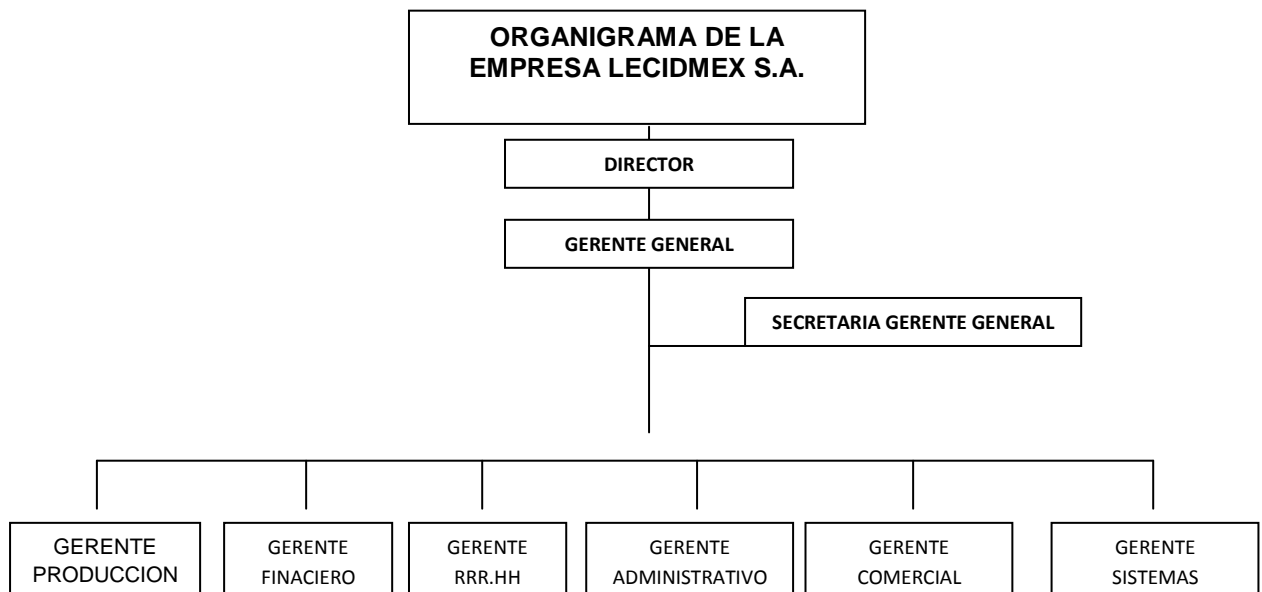 ORGANIGRAMA DE LA
EMPRESA LECIDMEX S.A.
DIRECTOR
GERENTE GENERAL
SECRETARIA GERENTE GENERAL
GERENTE
PRODUCCION
GERENTE
FINACIERO
GERENTE
RRR.HH
GERENTE
ADMINISTRATIVO
GERENTE
COMERCIAL
GERENTE
SISTEMAS